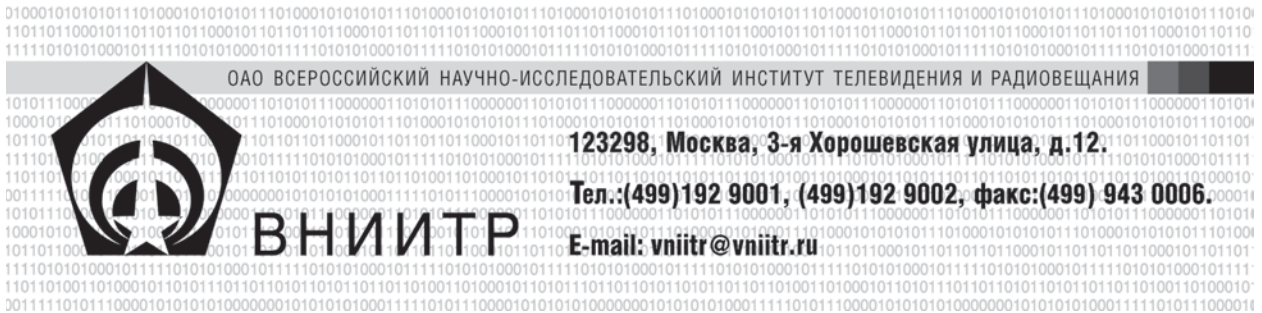 ОАО ВСЕРОССИЙСКИЙ НАУЧНО-ИССЛЕДОВАТЕЛЬСКИЙ ИНСТИТУТ ТЕЛЕВИДЕНИЯ И РАДИОВЕЩАНИЯ
123298, Москва, 3-я Хорошевская улица, д.12.
Тел.:(499)192 9001, (499)192 9002, факс:(499) 943 0006.
ВНИИТР
E-mail: vniitr@vniitr.ru